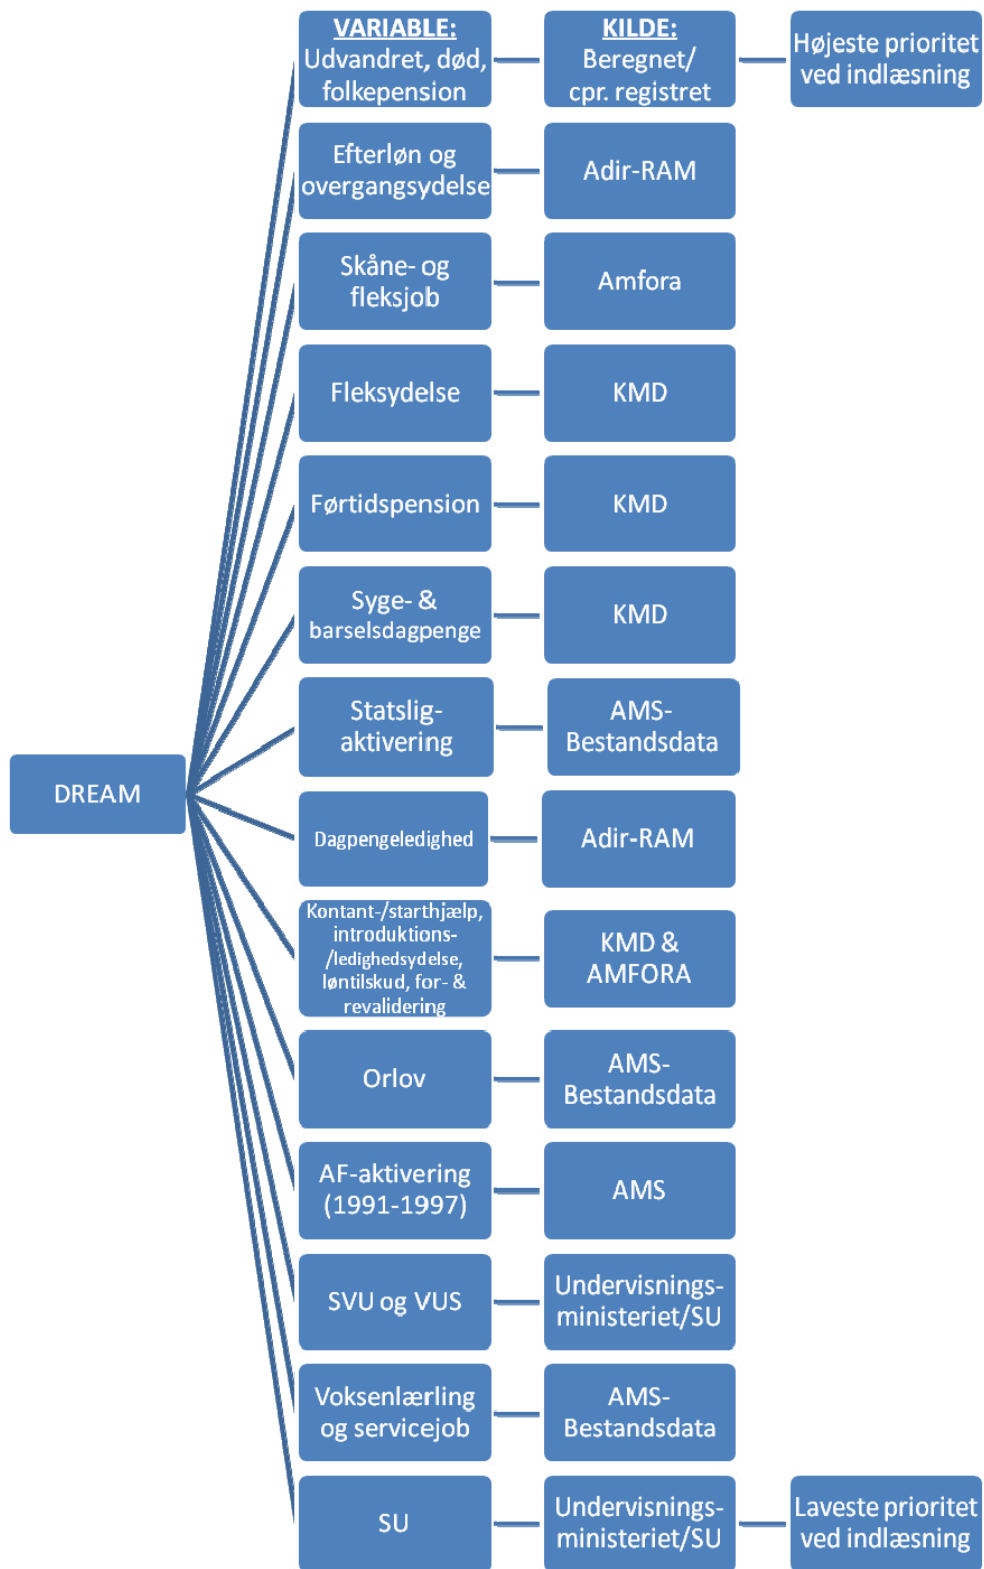 VARIABLE:
Udvandret, død,
folkepension
KILDE:
Beregnet/
cpr. registret
Højeste prioritet
ved indlæsning
Efterløn og
overgangsydelse
Adir-RAM
Skåne- og
fleksjob
Amfora
Fleksydelse
KMD
Førtidspension
KMD
Syge- &
barselsdagpenge
KMD
Statslig-
aktivering
AMS-
Bestandsdata
DREAM
Dagpengeledighed
Adir-RAM
Kontant-/starthjælp,
introduktions-
/ledighedsydelse,
løntilskud, for- &
revalidering
KMD &
AMFORA
Orlov
AMS-
Bestandsdata
AF-aktivering
(1991-1997)
AMS
SVU og VUS
Undervisnings-
ministeriet/SU
Voksenlærling
og servicejob
AMS-
Bestandsdata
SU
Undervisnings-
ministeriet/SU
Laveste prioritet
ved indlæsning